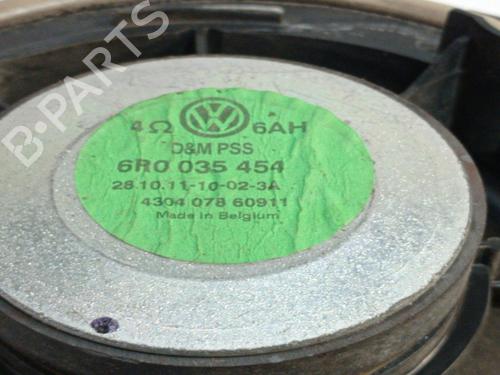 B-PARTS
4Ω VW 6AH
D&M PSS
6R0 035 454
28.10.11-10-02-3A
4304 078 60911
Made in Belgium